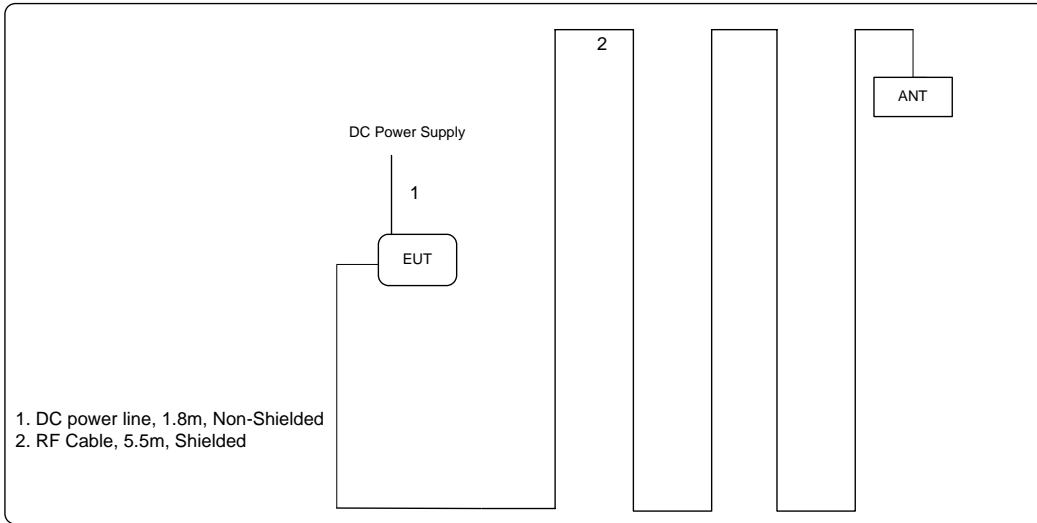 2
ANT
DC Power Supply
1
EUT
1. DC power line, 1.8m, Non-Shielded
2. RF Cable, 5.5m, Shielded